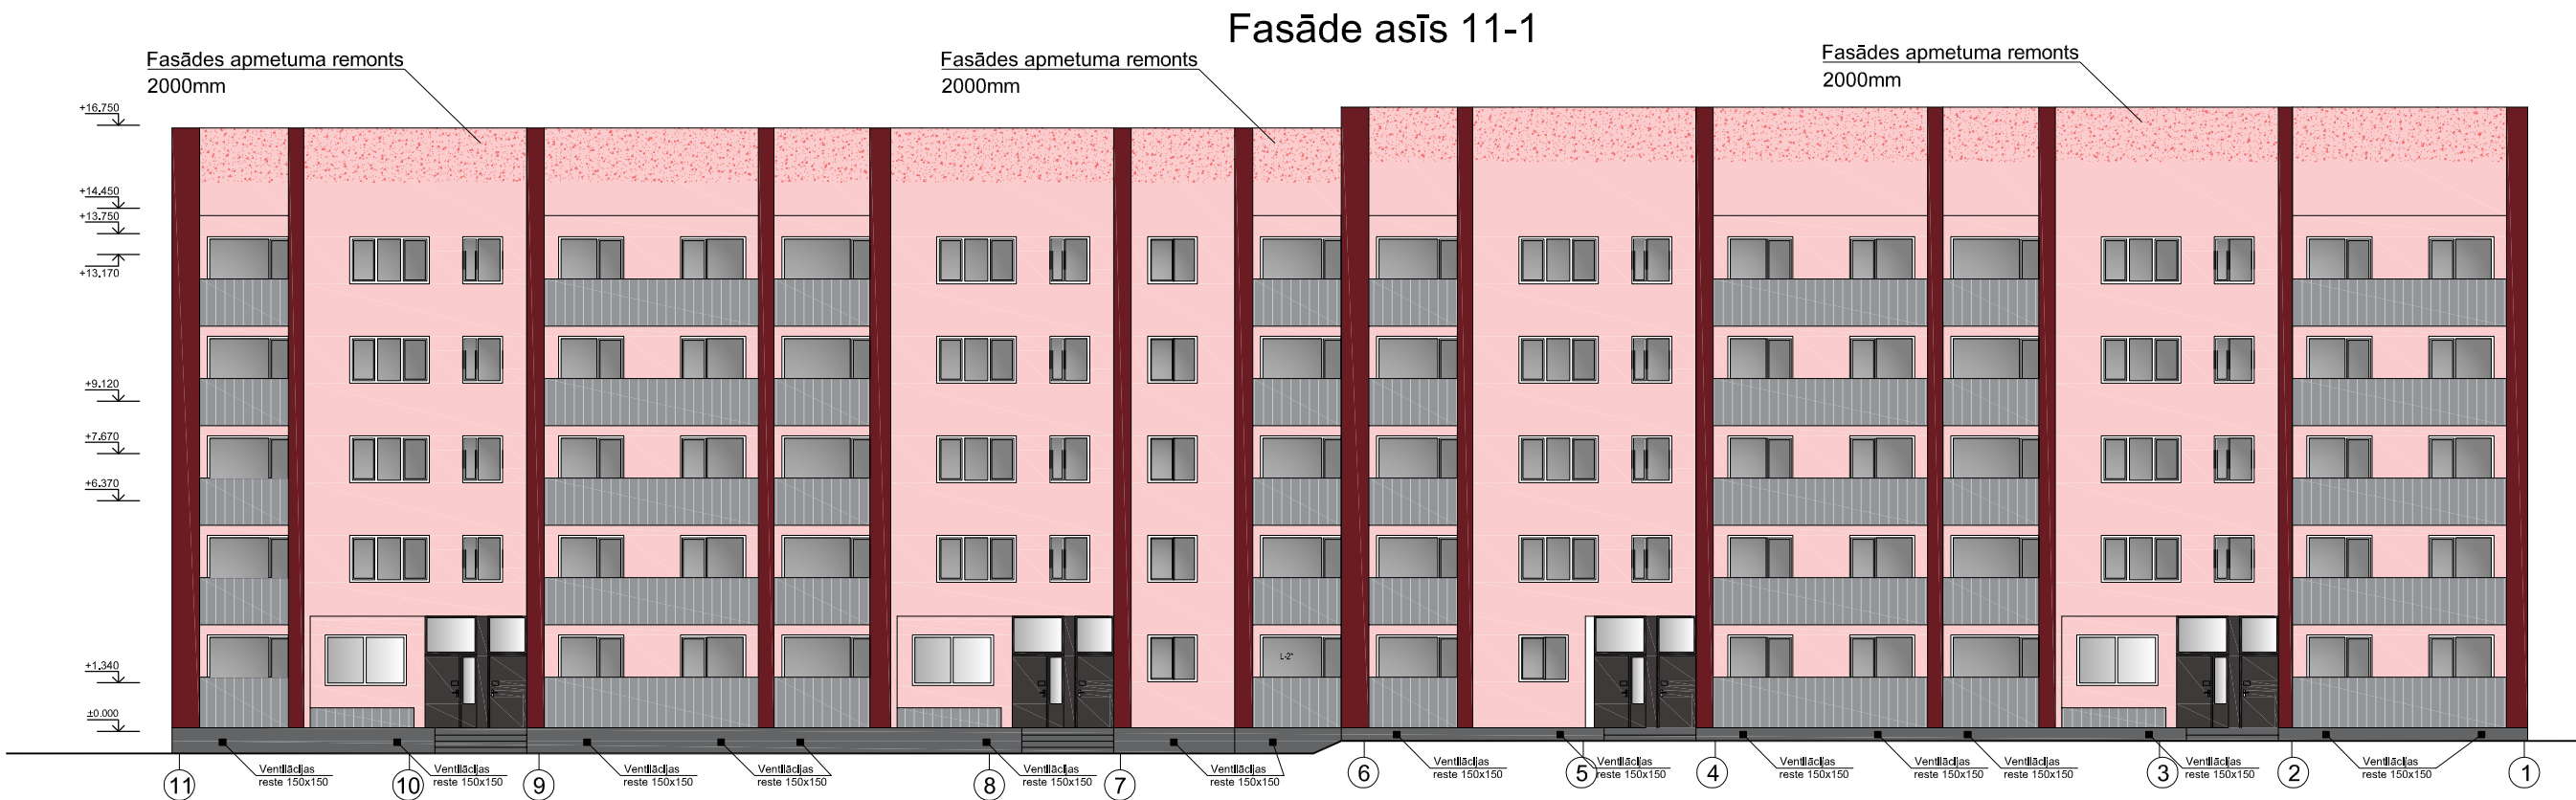 Fasāde asīs 11-1
Fasādes apmetuma remonts
2000mm
Fasādes apmetuma remonts
2000mm
Fasādes apmetuma remonts
2000mm
+16.750
+14.450
+13.750
+13.170
+9.120
+7.670
+6.370
+1.340
±0.000
L-2*
Ventilācijas
reste 150x150
Ventilācijas
reste 150x150
Ventilācijas
reste 150x150
Ventilācijas
reste 150x150
Ventilācijas
reste 150x150
Ventilācijas
reste 150x150
Ventilācijas
reste 150x150
Ventilācijas
reste 150x150
Ventilācijas
reste 150x150
Ventilācijas
reste 150x150
Ventilācijas
reste 150x150
Ventilācijas
reste 150x150
Ventilācijas
reste 150x150
11
10
9
8
7
6
5
4
3
2
1